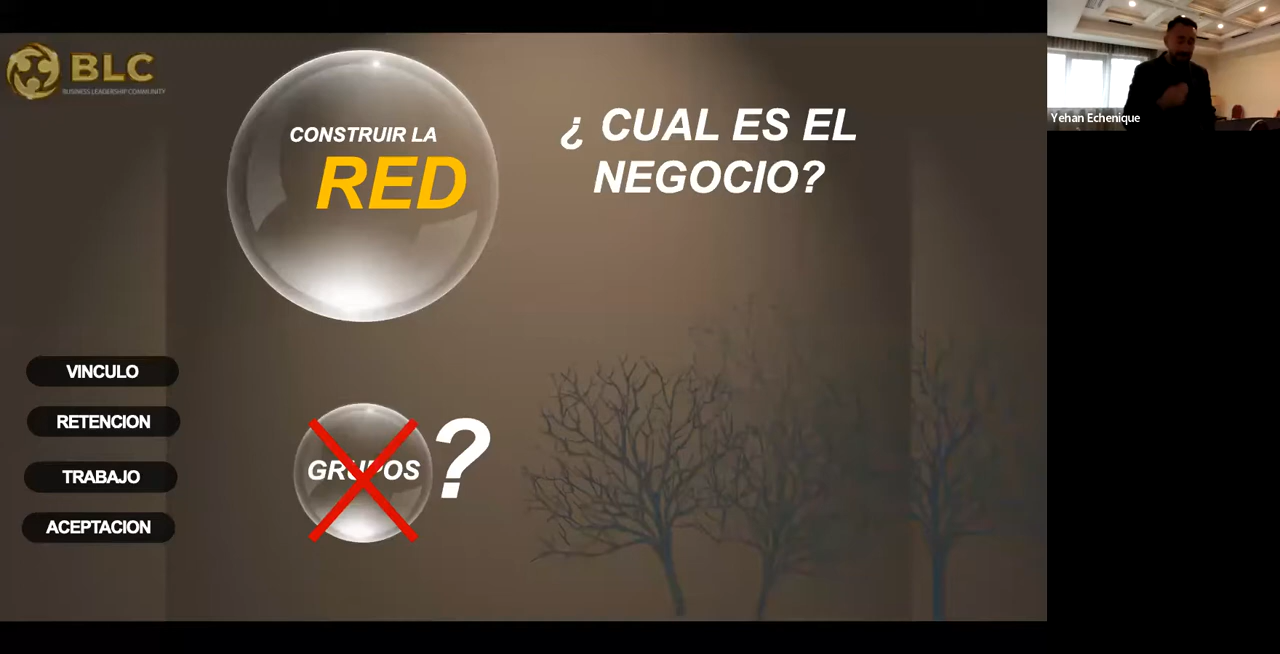 BLC
BUSINESS LEADERSHIP COMMUNITY
CONSTRUIR LA
RED
¿ CUAL ES EL
NEGOCIO?
Yehan Echenique
VINCULO
RETENCION
TRABAJO
ACEPTACION
GRUPOS
?